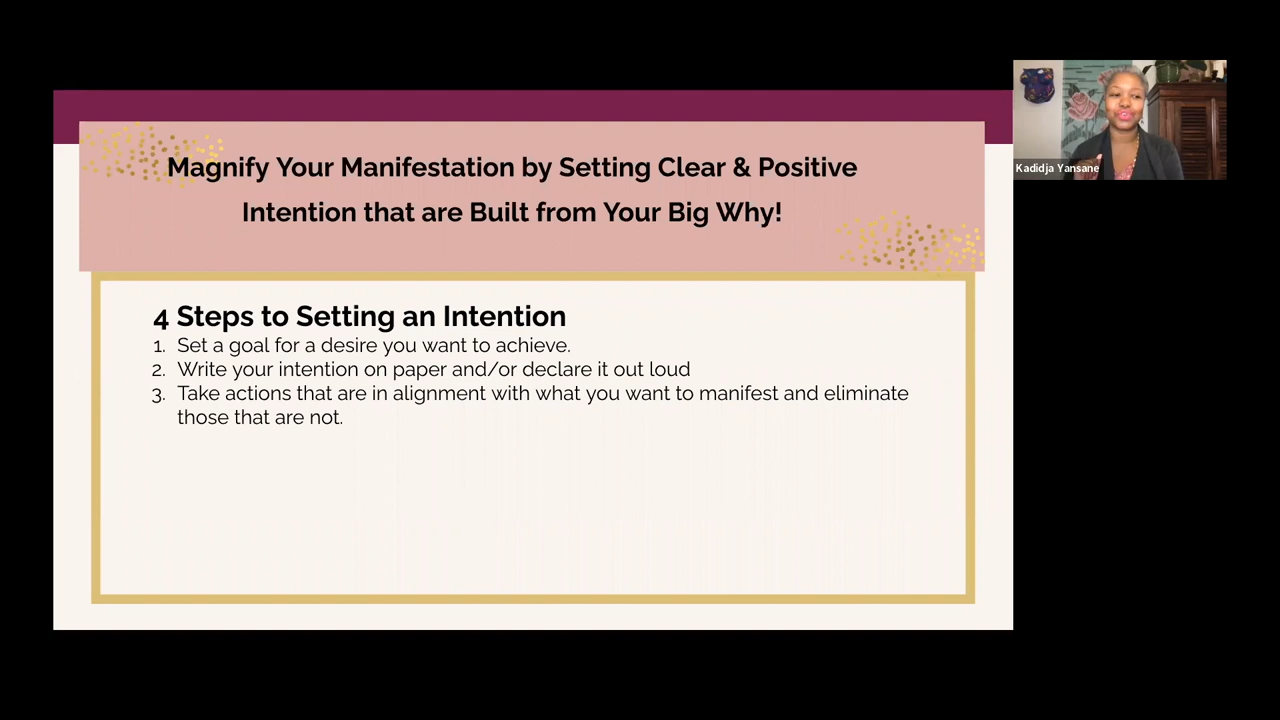 Magnify Your Manifestation by Setting Clear & Positive
Intention that are Built from Your Big Why!
4 Steps to Setting an Intention
1. Set a goal for a desire you want to achieve.
2. Write your intention on paper and/or declare it out loud
3. Take actions that are in alignment with what you want to manifest and eliminate
those that are not.
Kadidja Yansane